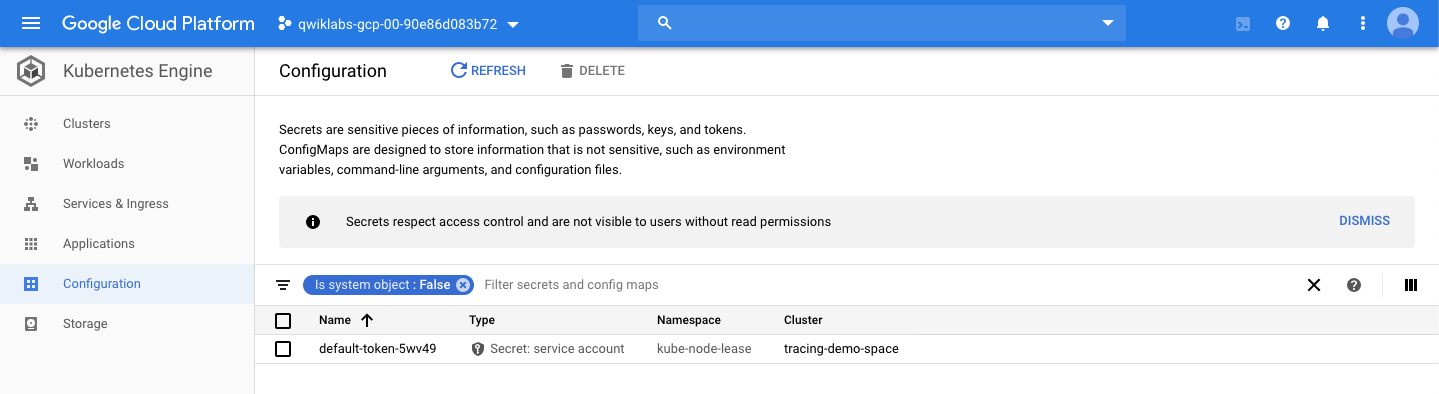 Google Cloud Platform qwiklabs-gcp-00-90e86d083b72
Kubernetes Engine
Clusters
Workloads
Services & Ingress
Applications
Configuration
Storage
Configuration REFRESH DELETE
Secrets are sensitive pieces of information, such as passwords, keys, and tokens.
ConfigMaps are designed to store information that is not sensitive, such as environment
variables, command-line arguments, and configuration files.
Secrets respect access control and are not visible to users without read permissions DISMISS
Is system object : False Filter secrets and config maps
Name Type Namespace Cluster
default-token-5wv49 Secret: service account kube-node-lease tracing-demo-space